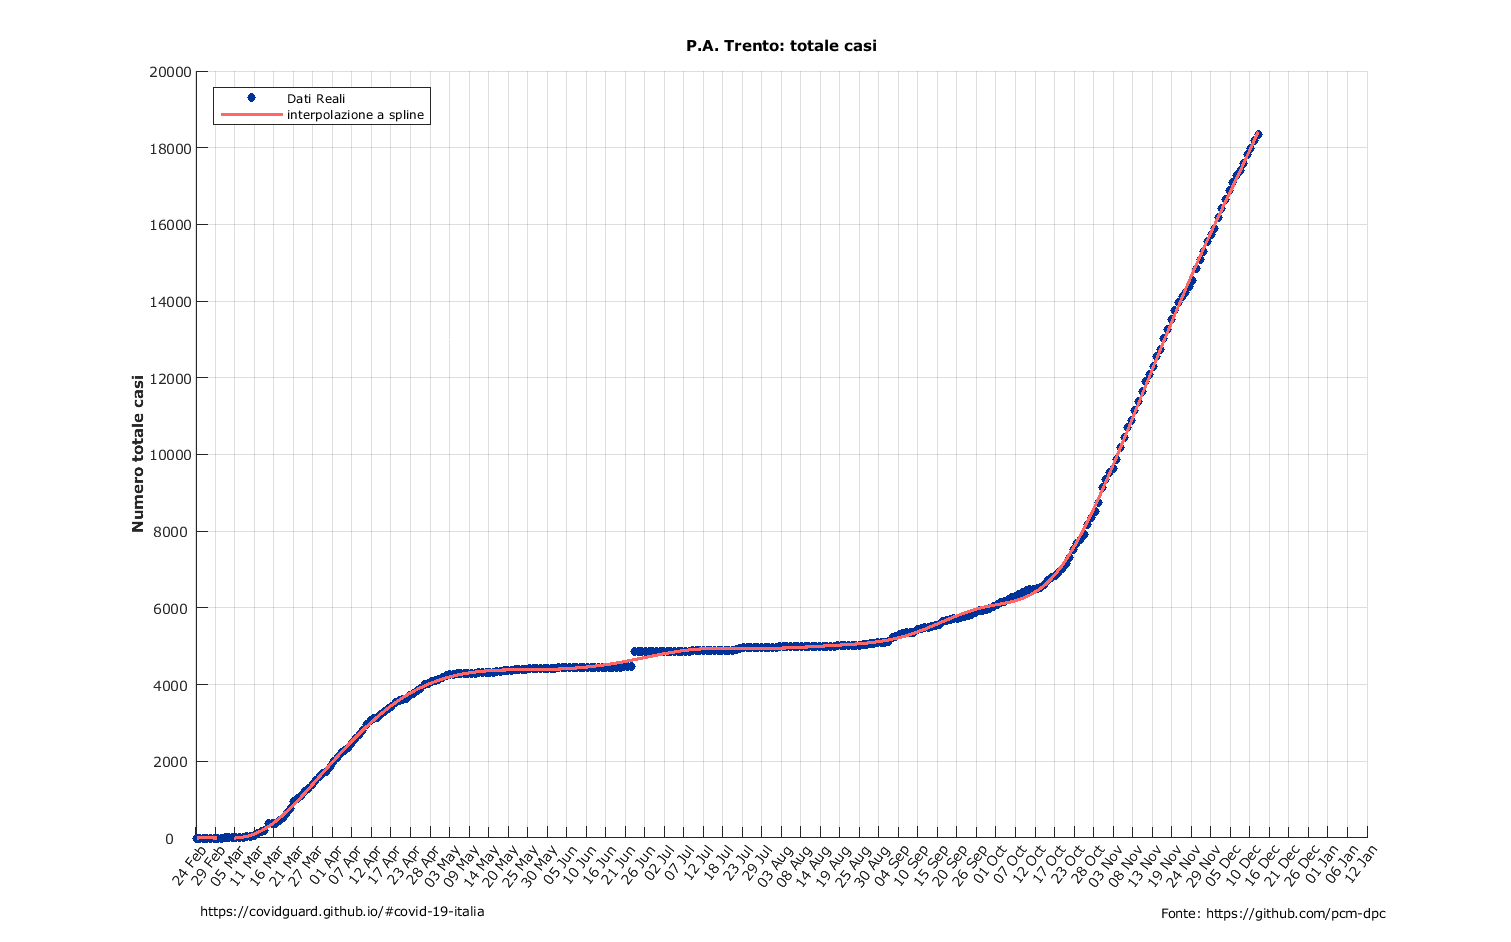 P.A. Trento: totale casi
20000
18000
16000
14000
12000
10000
8000
6000
4000
2000
0
Numero totale casi
Dati Reali
interpolazione a spline
24 Feb
29 Feb
05 Mar
11 Mar
16 Mar
21 Mar
27 Mar
01 Apr
07 Apr
12 Apr
17 Apr
23 Apr
28 Apr
03 May
09 May
14 May
20 May
25 May
30 May
05 Jun
10 Jun
16 Jun
21 Jun
26 Jun
02 Jul
07 Jul
12 Jul
18 Jul
23 Jul
29 Jul
03 Aug
08 Aug
14 Aug
19 Aug
25 Aug
30 Aug
04 Sep
10 Sep
15 Sep
20 Sep
26 Sep
01 Oct
07 Oct
12 Oct
17 Oct
23 Oct
28 Oct
03 Nov
08 Nov
13 Nov
19 Nov
24 Nov
29 Nov
05 Dec
10 Dec
16 Dec
21 Dec
26 Dec
01 Jan
06 Jan
12 Jan
https://covidguard.github.io/#covid-19-italia
Fonte: https://github.com/pcm-dpc